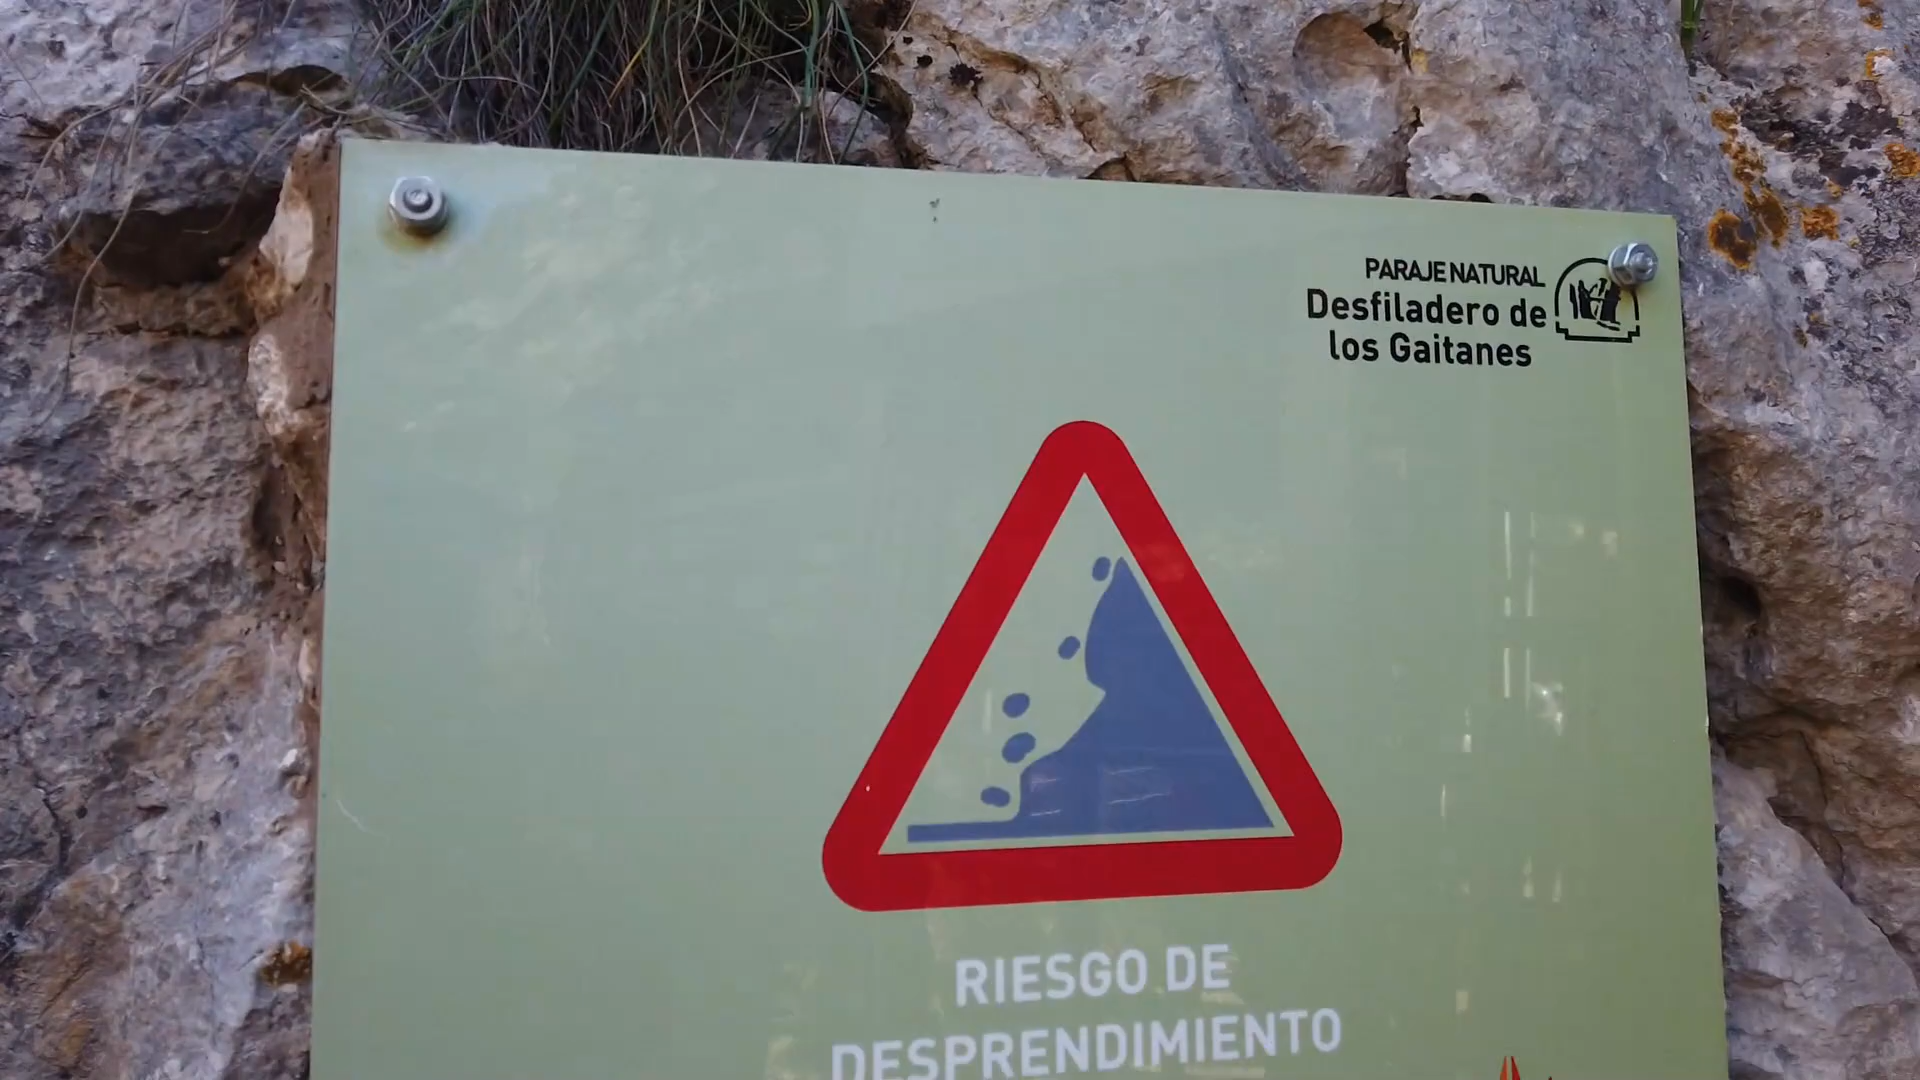 PARAJE NATURAL
Desfiladero de
los Gaitanes
RIESGO DE
DESPRENDIMIENTO